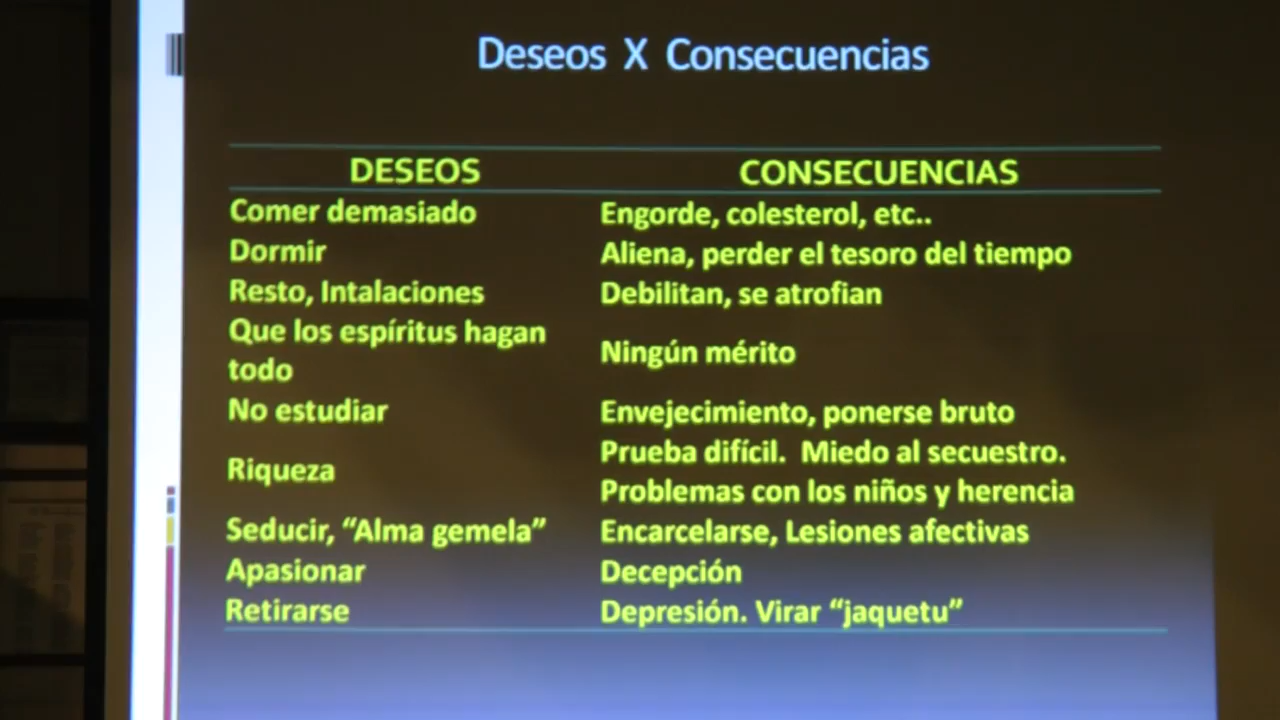 Deseos X Consecuencias
DESEOS CONSECUENCIAS
Comer demasiado Engorde, colesterol, etc..
Dormir Aliena, perder el tesoro del tiempo
Resto, Intalaciones Debilitan, se atrofian
Que los espíritus hagan
todo Ningún mérito
No estudiar Envejecimiento, ponerse bruto
Riqueza Prueba difícil. Miedo al secuestro.
Problemas con los niños y herencia
Seducir, “Alma gemela” Encarcelarse, Lesiones afectivas
Apasionar Decepción
Retirarse Depresión. Virar “jaquetu”